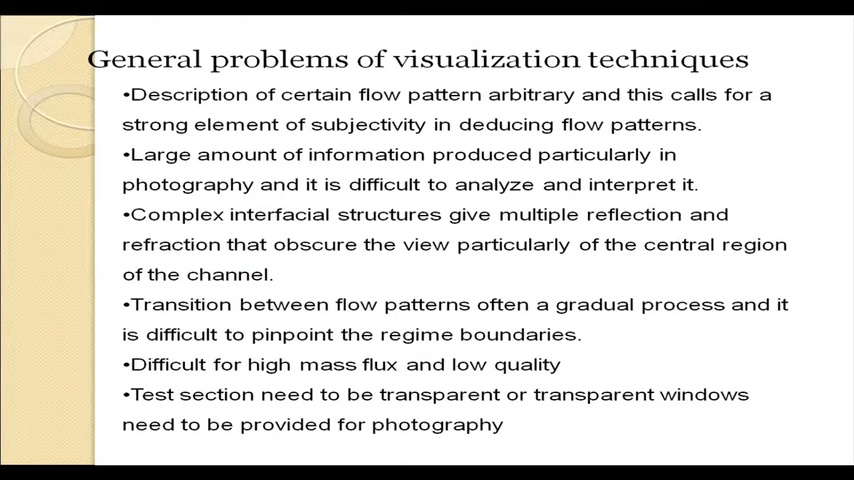 General problems of visualization techniques
•Description of certain flow pattern arbitrary and this calls for a
strong element of subjectivity in deducing flow patterns.
•Large amount of information produced particularly in
photography and it is difficult to analyze and interpret it.
•Complex interfacial structures give multiple reflection and
refraction that obscure the view particularly of the central region
of the channel.
•Transition between flow patterns often a gradual process and it
is difficult to pinpoint the regime boundaries.
•Difficult for high mass flux and low quality
•Test section need to be transparent or transparent windows
need to be provided for photography